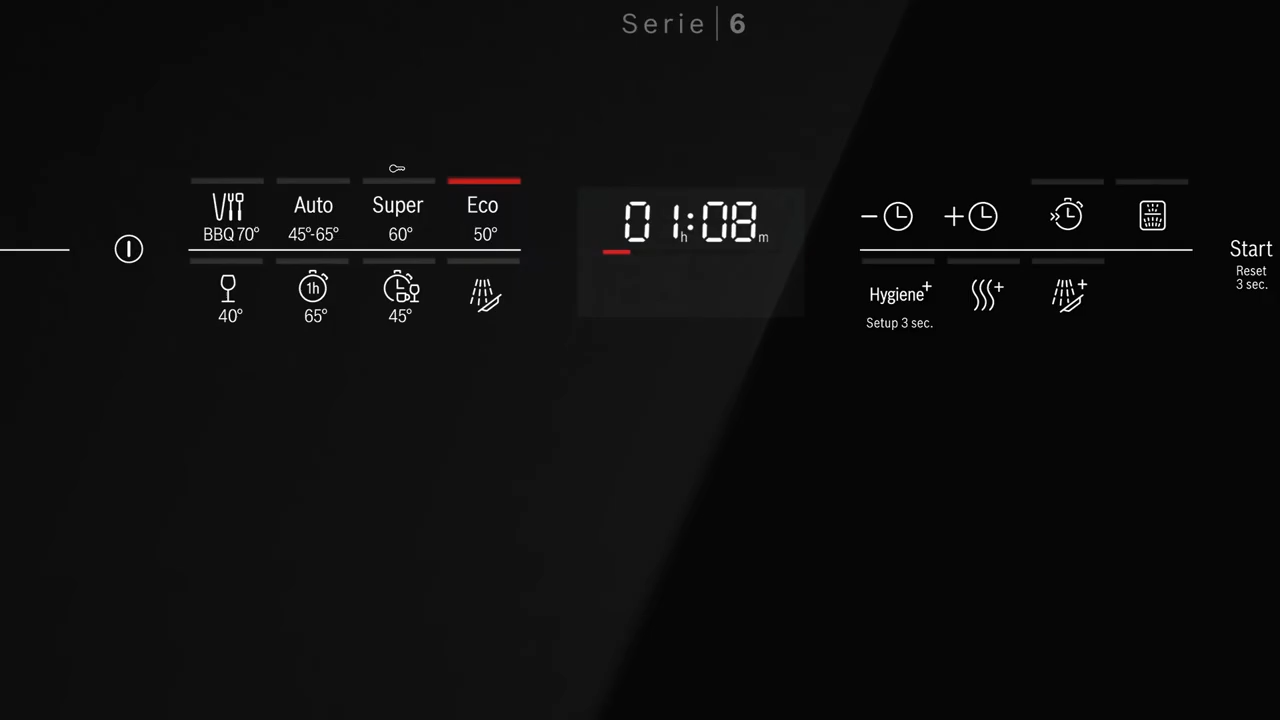 Serie | 6
Auto
Super
Eco
BBQ 70°
45°-65°
60°
50°
01:08
h
m
Start
Reset
3 sec.
1h
40°
65°
45°
Hygiene+
Setup 3 sec.